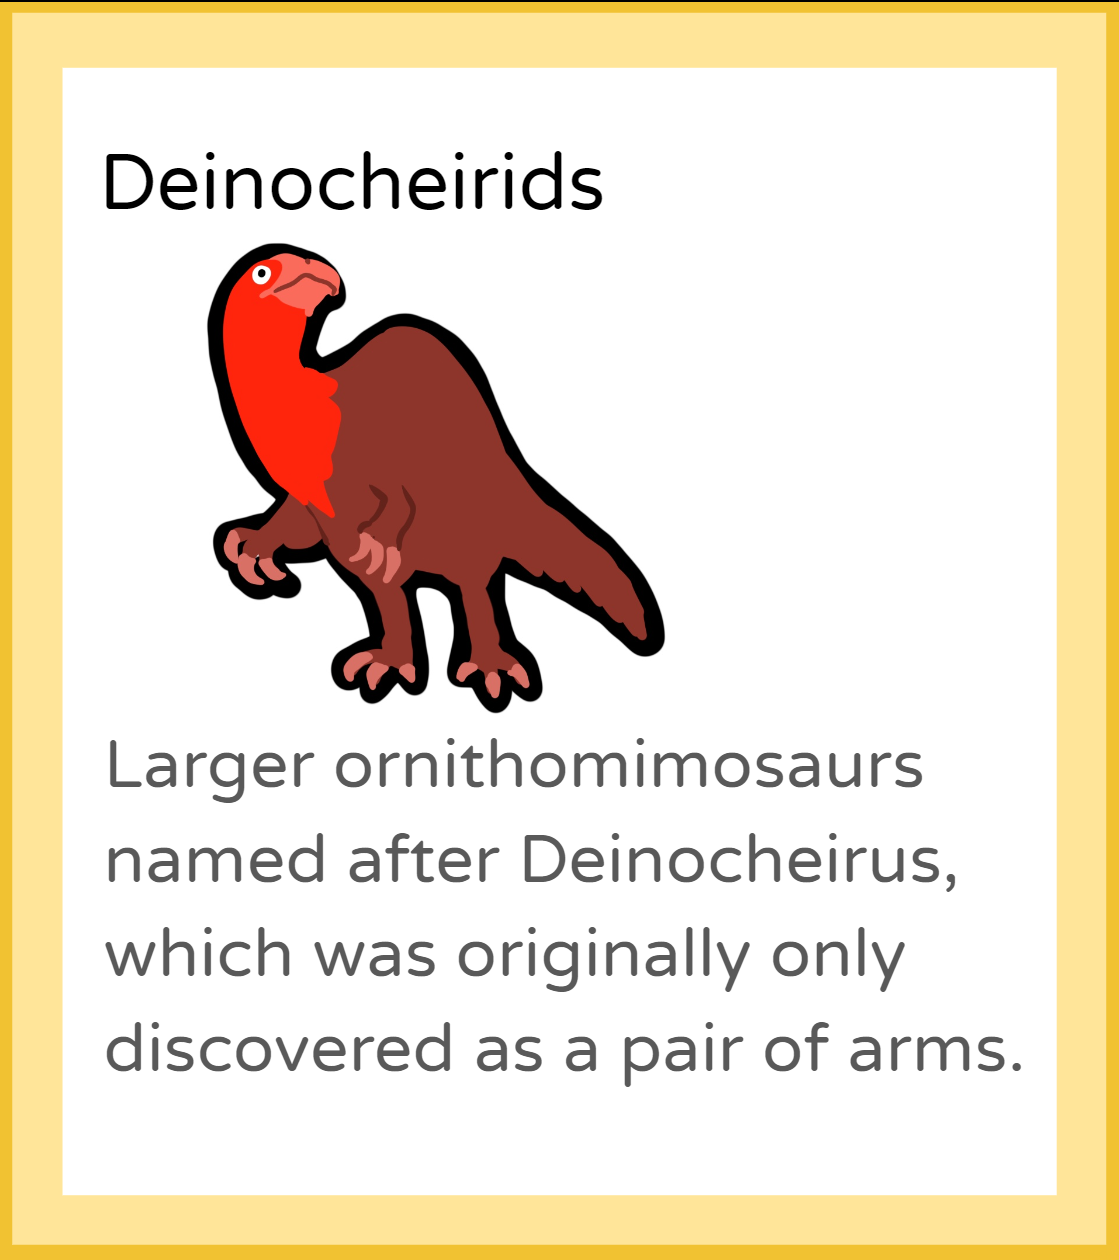 Deinocheirids
Larger ornithomimosaurs
named after Deinocheirus,
which was originally only
discovered as a pair of arms.